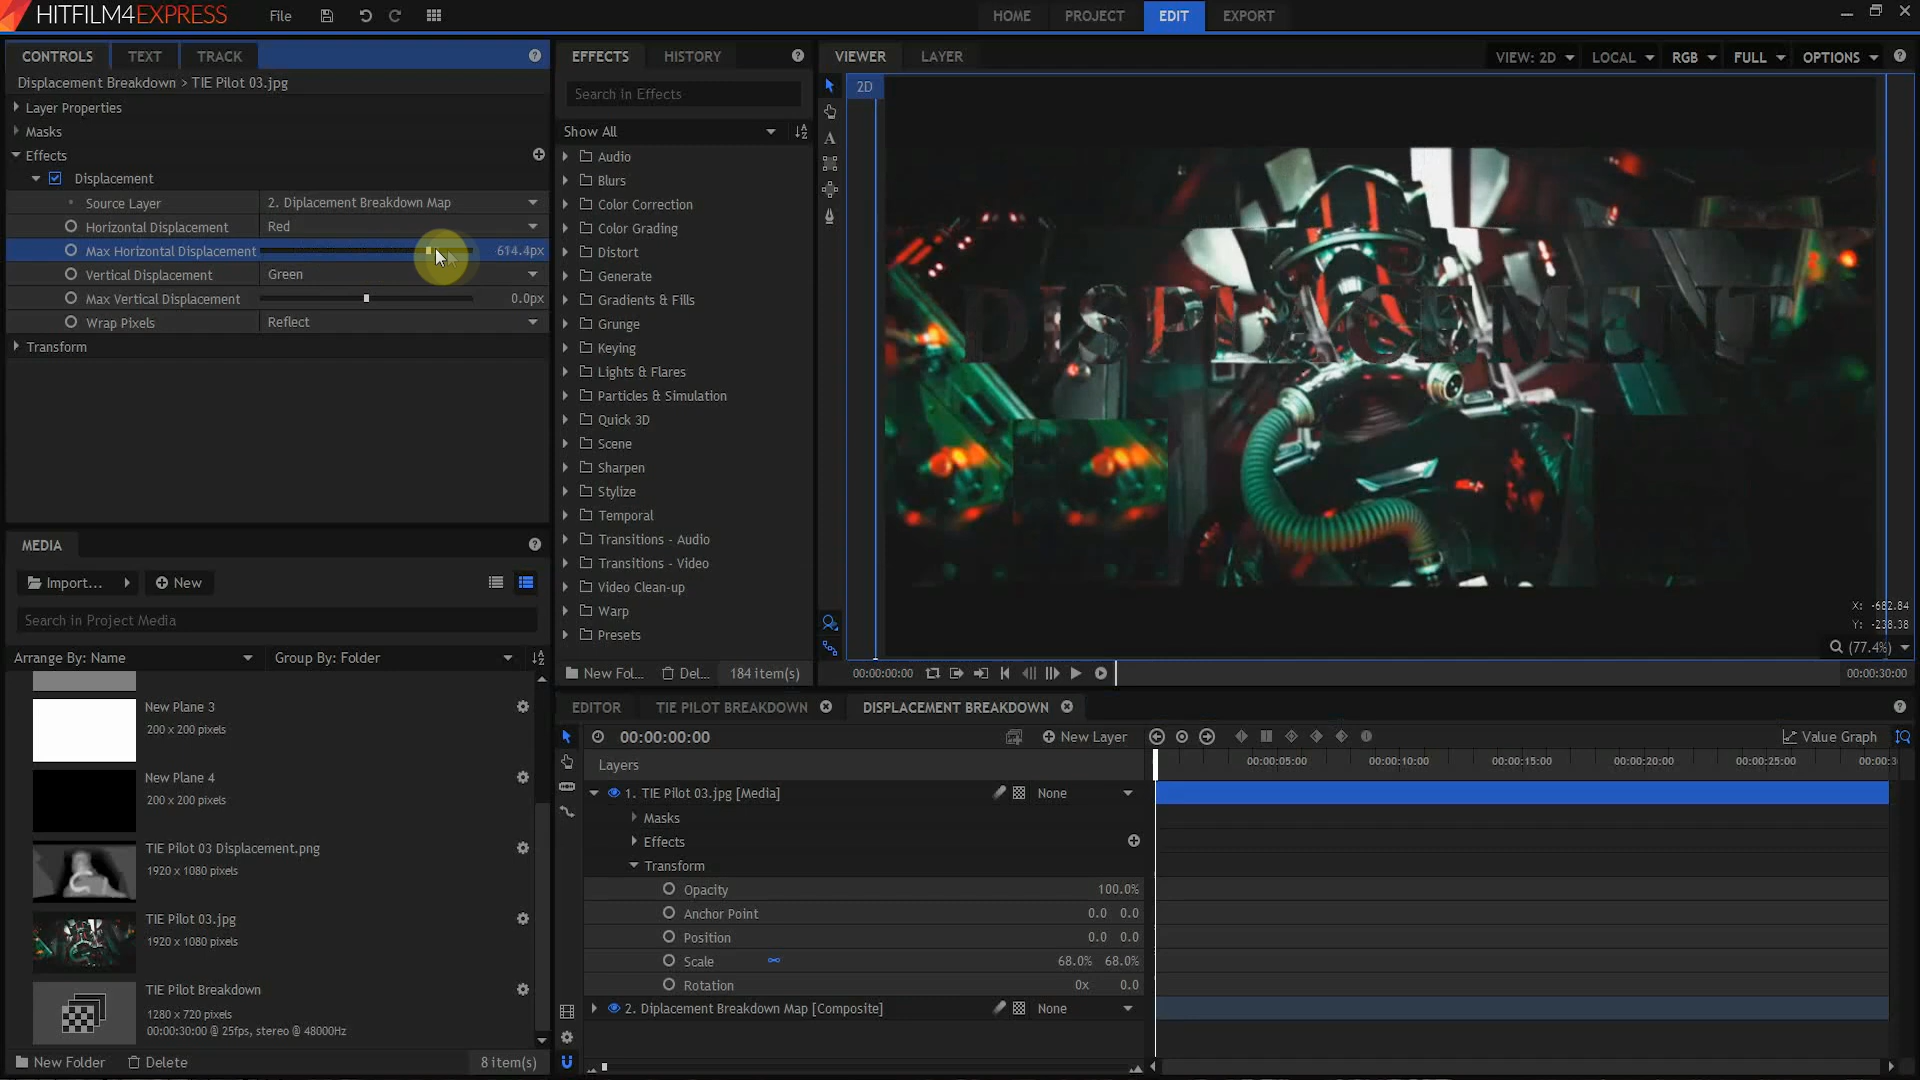 HITFILM4EXPRESS
File
HOME PROJECT EDIT EXPORT
CONTROLS TEXT TRACK
Displacement Breakdown > TIE Pilot 03.jpg
Layer Properties
Masks
Effects
Displacement
Source Layer 2. Diplacement Breakdown Map
Horizontal Displacement Red
Max Horizontal Displacement 614.4px
Vertical Displacement Green
Max Vertical Displacement 0.0px
Wrap Pixels Reflect
Transform
MEDIA
Import... New
Search in Project Media
Arrange By: Name Group By: Folder
New Plane 3
200 x 200 pixels
New Plane 4
200 x 200 pixels
TIE Pilot 03 Displacement.png
1920 x 1080 pixels
TIE Pilot 03.jpg
1920 x 1080 pixels
TIE Pilot Breakdown
1280 x 720 pixels
00:00:30:00 @ 25fps, stereo @ 48000Hz
New Folder Delete 8 item(s)
EFFECTS HISTORY
Search In Effects
Show All
Audio
Blurs
Color Correction
Color Grading
Distort
Generate
Gradients & Fills
Grunge
Keying
Lights & Flares
Particles & Simulation
Quick 3D
Scene
Sharpen
Stylize
Temporal
Transitions - Audio
Transitions - Video
Video Clean-up
Warp
Presets
New Fol... Del... 184 item(s)
VIEWER LAYER
VIEW: 2D LOCAL RGB FULL OPTIONS
2D
DISPLACEMENT
X: -682.84
Y: -238.38
(77.4%)
00:00:00:00 00:00:30:00
EDITOR TIE PILOT BREAKDOWN DISPLACEMENT BREAKDOWN
00:00:00:00 New Layer Value Graph
Layers 00:00:05:00 00:00:10:00 00:00:15:00 00:00:20:00 00:00:25:00 00:00:3
1. TIE Pilot 03.jpg [Media] None
Masks
Effects
Transform
Opacity 100.0%
Anchor Point 0.0 0.0
Position 0.0 0.0
Scale 68.0% 68.0%
Rotation 0x 0.0
2. Diplacement Breakdown Map [Composite] None